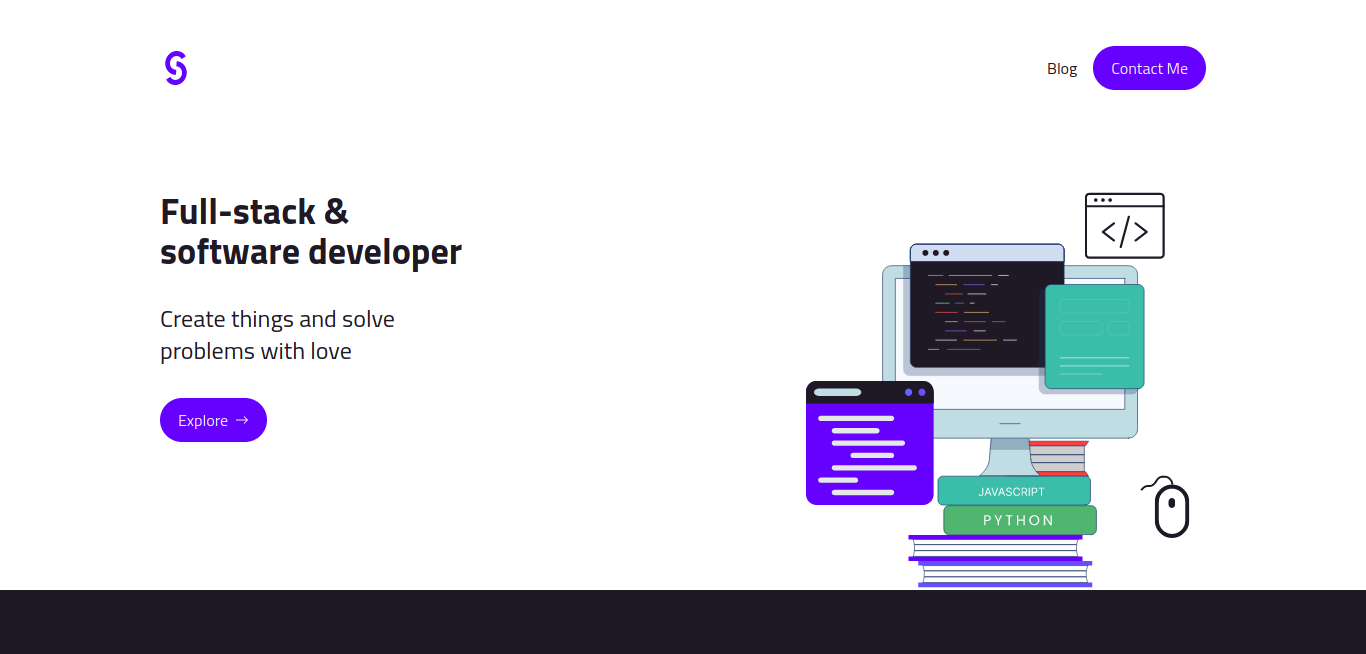 S
Blog
Contact Me
Full-stack &
software developer
Create things and solve
problems with love
Explore →
</>
JAVASCRIPT
PYTHON